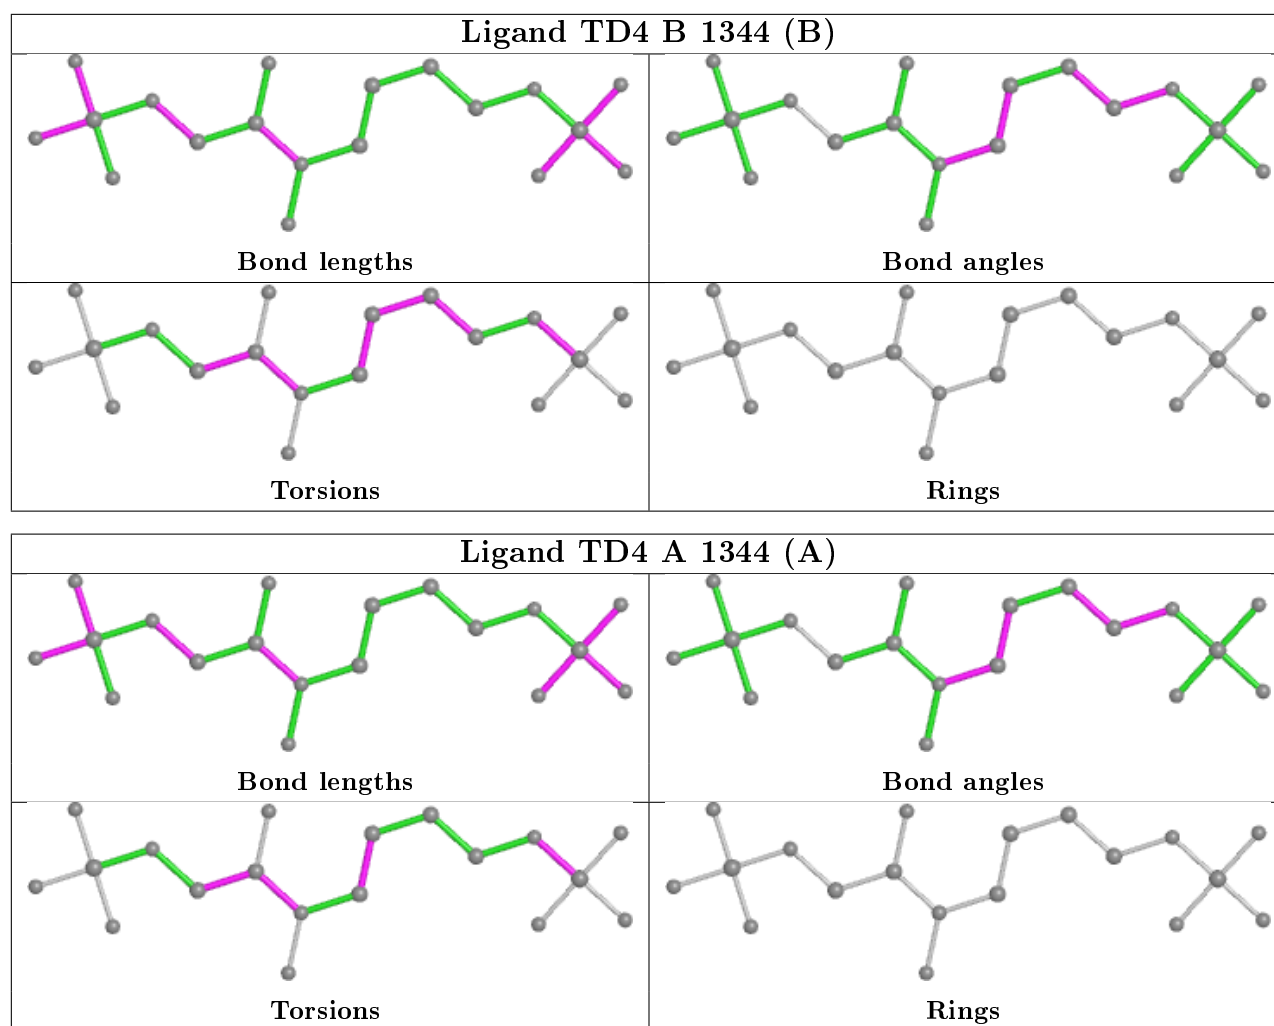 Ligand TD4 B 1344 (B)
Bond lengths
Bond angles
Torsions
Rings
Ligand TD4 A 1344 (A)
Bond lengths
Bond angles
Torsions
Rings